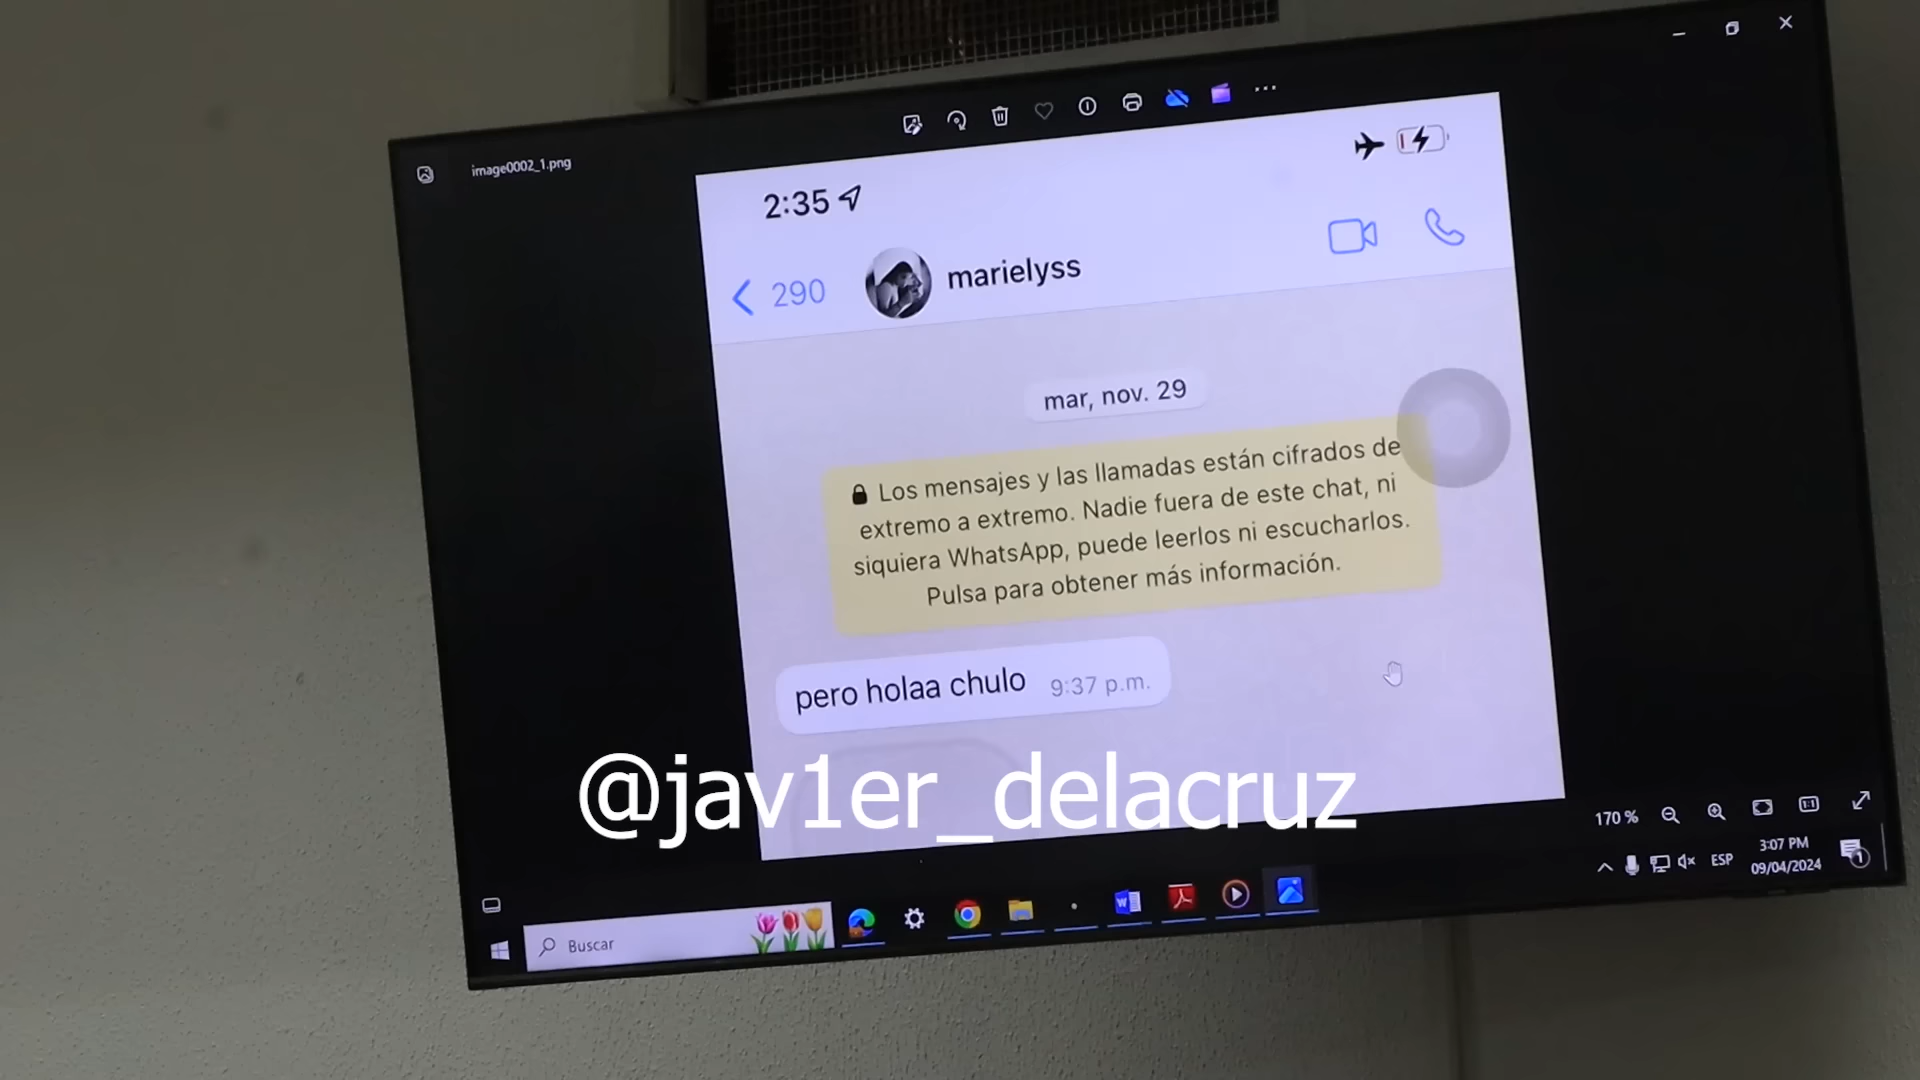 image0002_1.png
2:35
290
marielyss
mar, nov. 29
Los mensajes y las llamadas están cifrados de
extremo a extremo. Nadie fuera de este chat, ni
siquiera WhatsApp, puede leerlos ni escucharlos.
Pulsa para obtener más información.
pero holaa chulo 9:37 p.m.
@jav1er_delacruz
170 %
Buscar
ESP
3:07 PM
09/04/2024
1